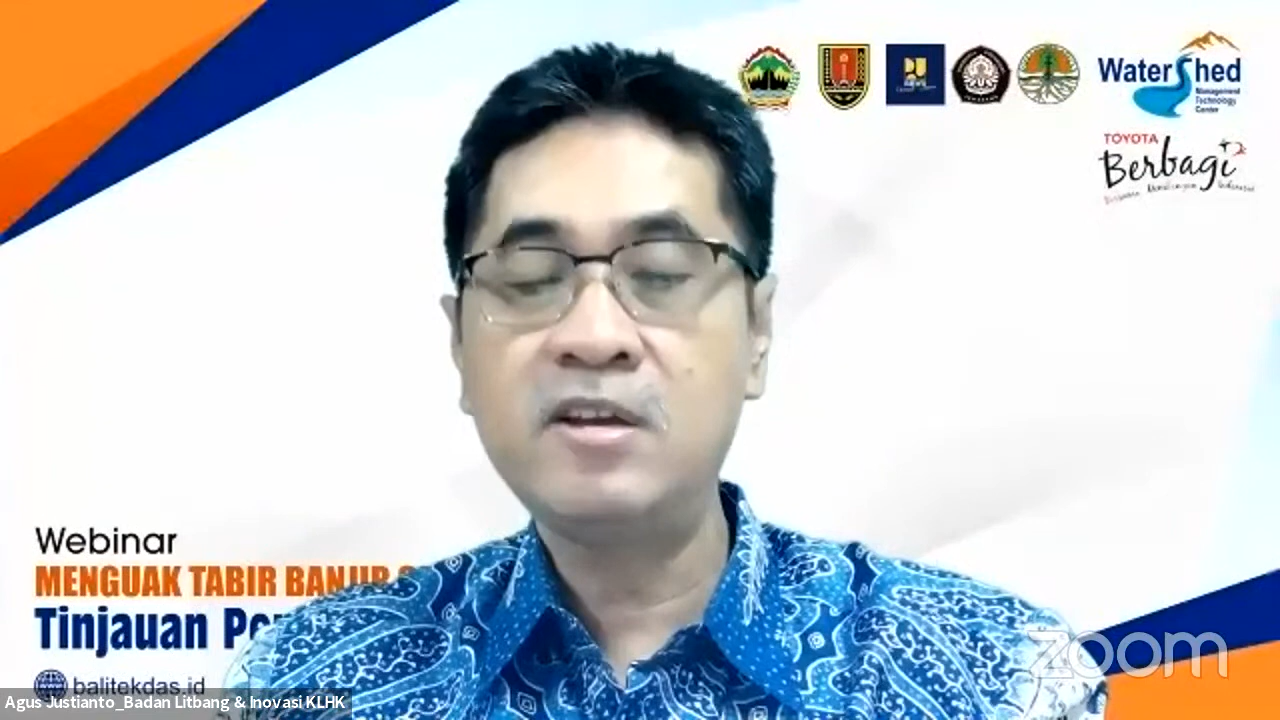 WaterShed
Management
Technology
Center
TOYOTA
Berbagi
Webinar
MENGUAK TABIR BANJIR
Tinjauan
balitekdas.id
Agus Justianto_Badan Litbang & Inovasi KLHK
zoom